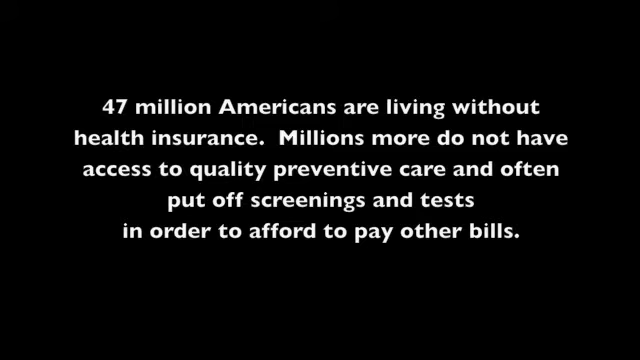 47 million Americans are living without
health insurance.  Millions more do not have
access to quality preventive care and often
put off screenings and tests
in order to afford to pay other bills.